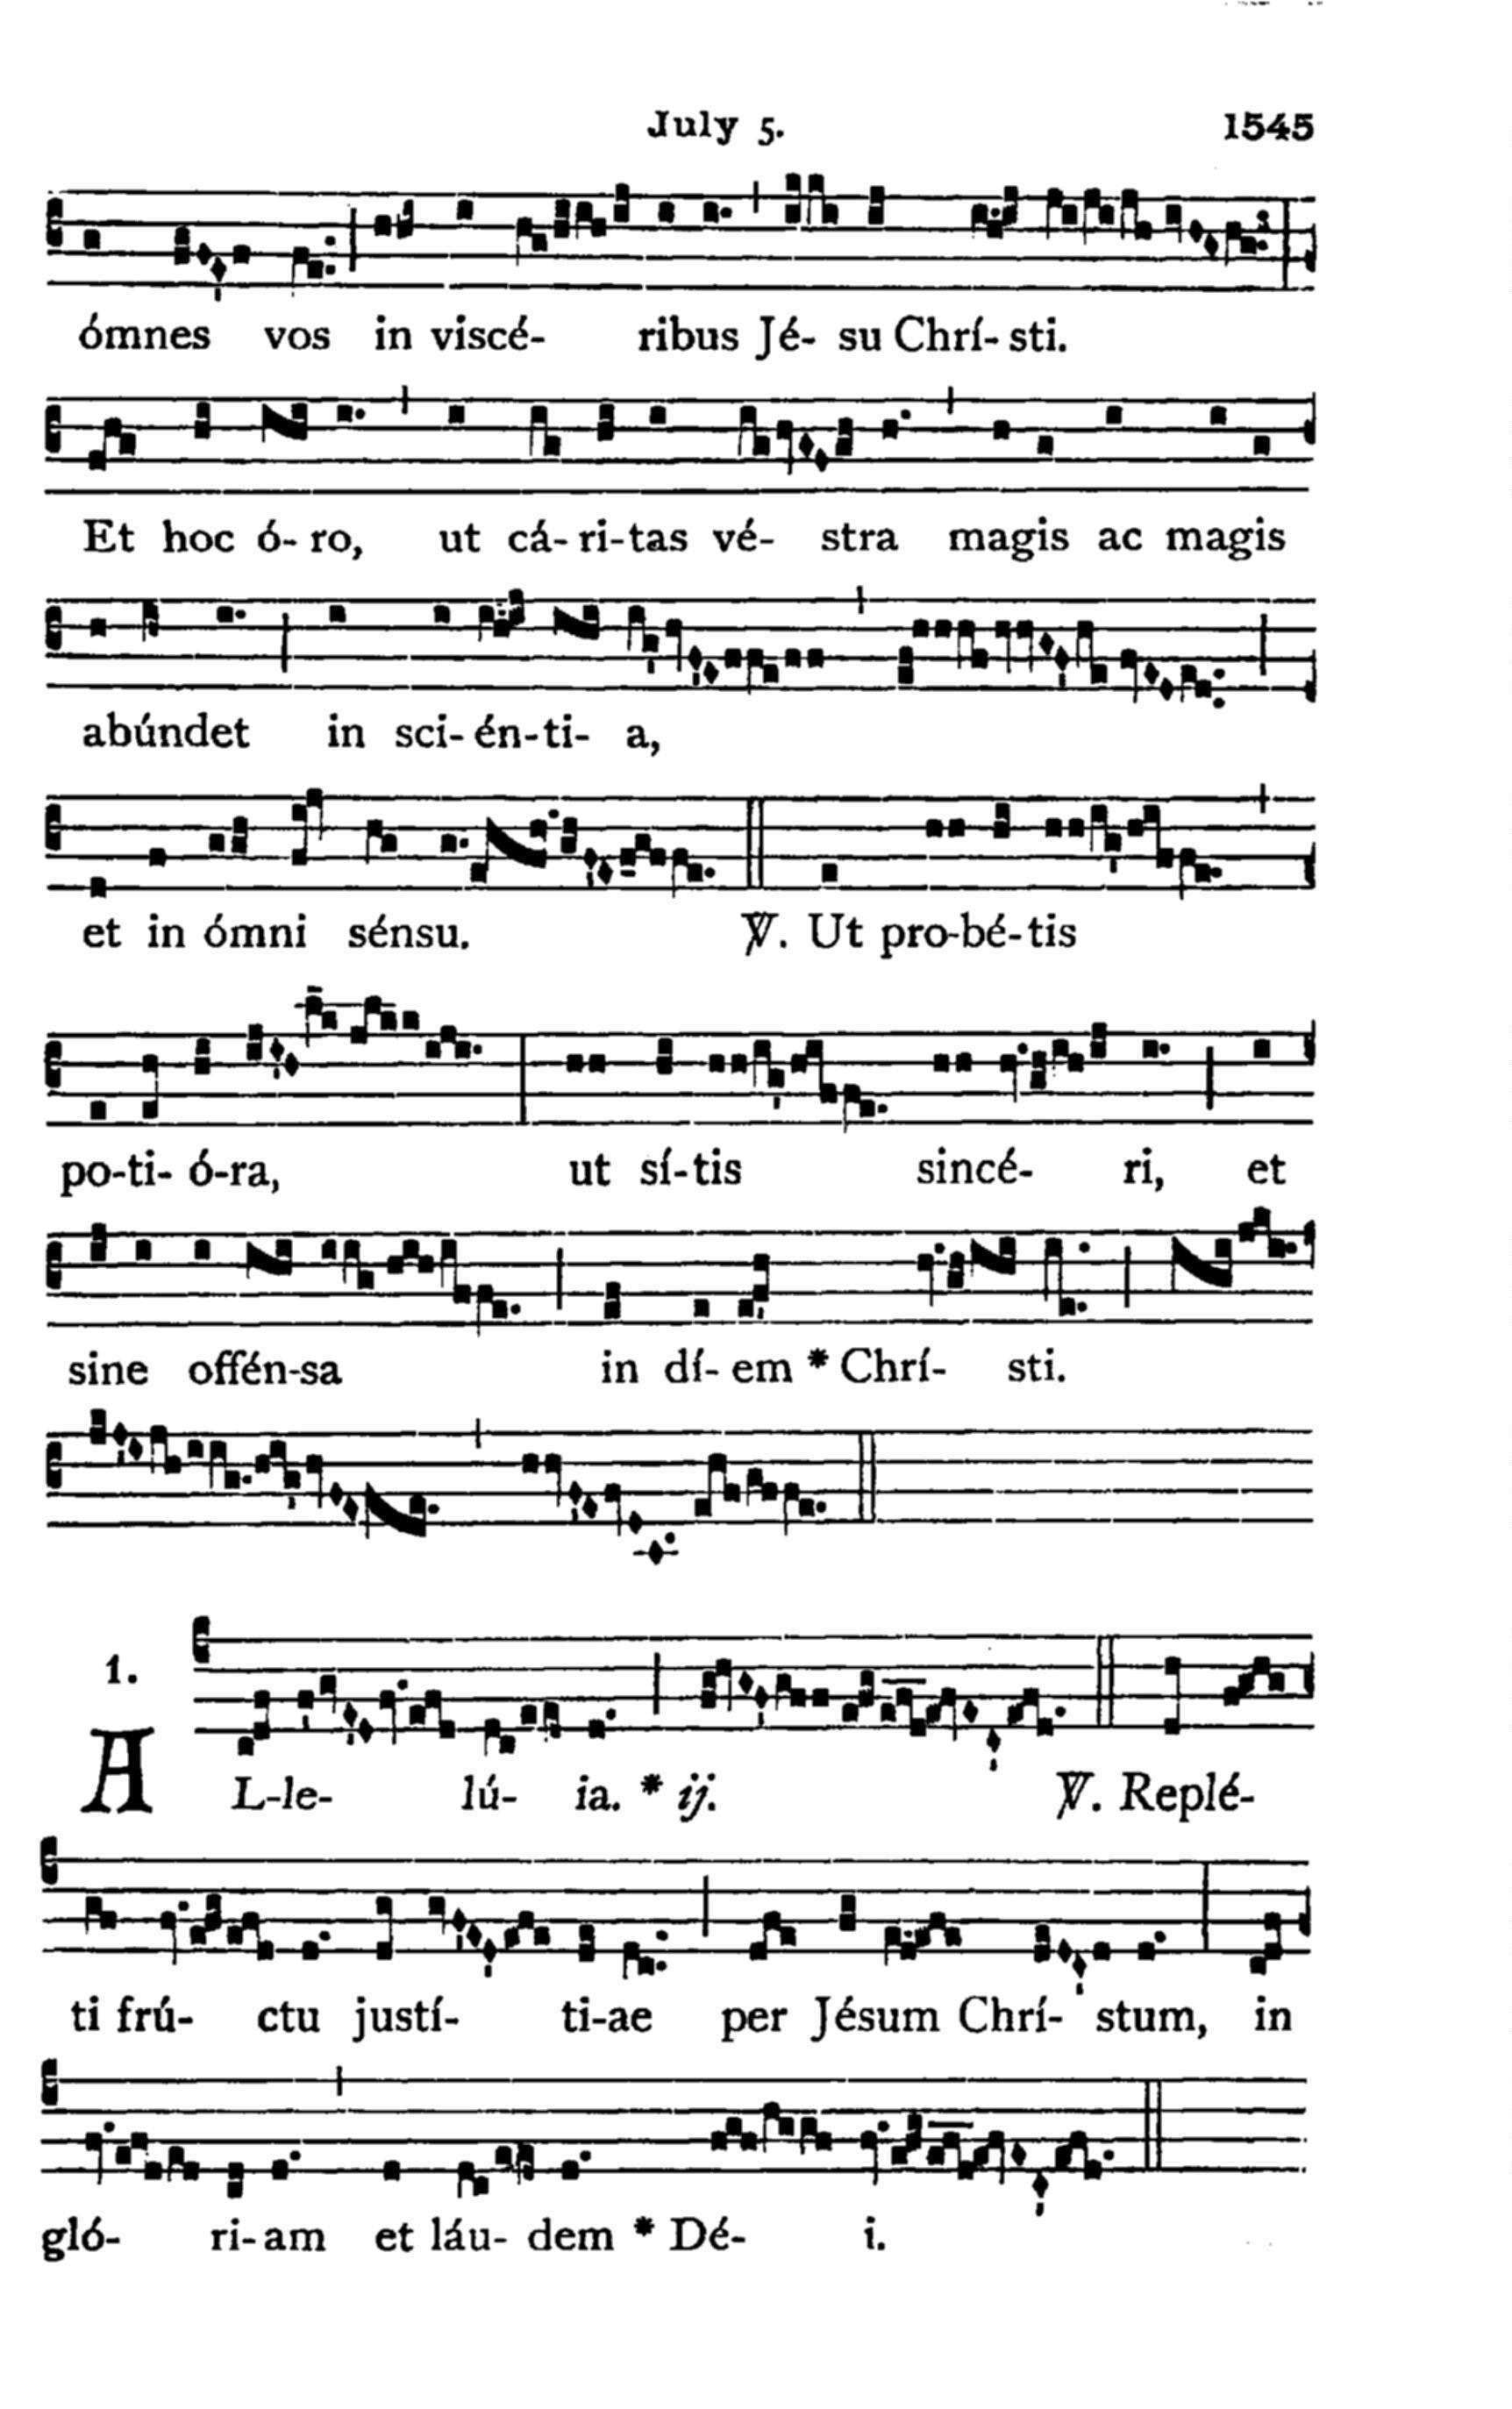 July 5. 1545
ómnes vos in viscé- ribus Jé- su Chrí- sti.
Et hoc ó- ro, ut cá- ri-tas vé- stra magis ac magis
abúndet in sci- én-ti- a,
et in ómni sénsu. ℣. Ut pro-bé-tis
po-ti- ó-ra, ut sí-tis sincé- ri, et
sine offén-sa in dí- em * Chrí- sti.
1.
AL-le- lú- ia. * ij. ℣. Replé-
ti frú- ctu justí- ti-ae per Jésum Chrí- stum, in
gló- ri-am et láu- dem * Dé- i.